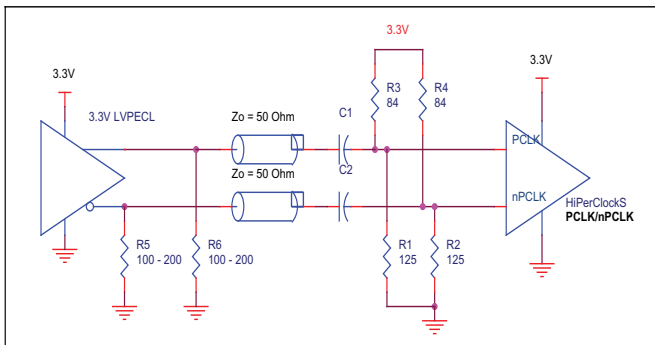 3.3V
3.3V
3.3V
3.3V LVPECL
R3
84
R4
84
Zo = 50 Ohm
C1
Zo = 50 Ohm
C2
PCLK
nPCLK
HiPerClockS
PCLK/nPCLK
R5
100 - 200
R6
100 - 200
R1
125
R2
125